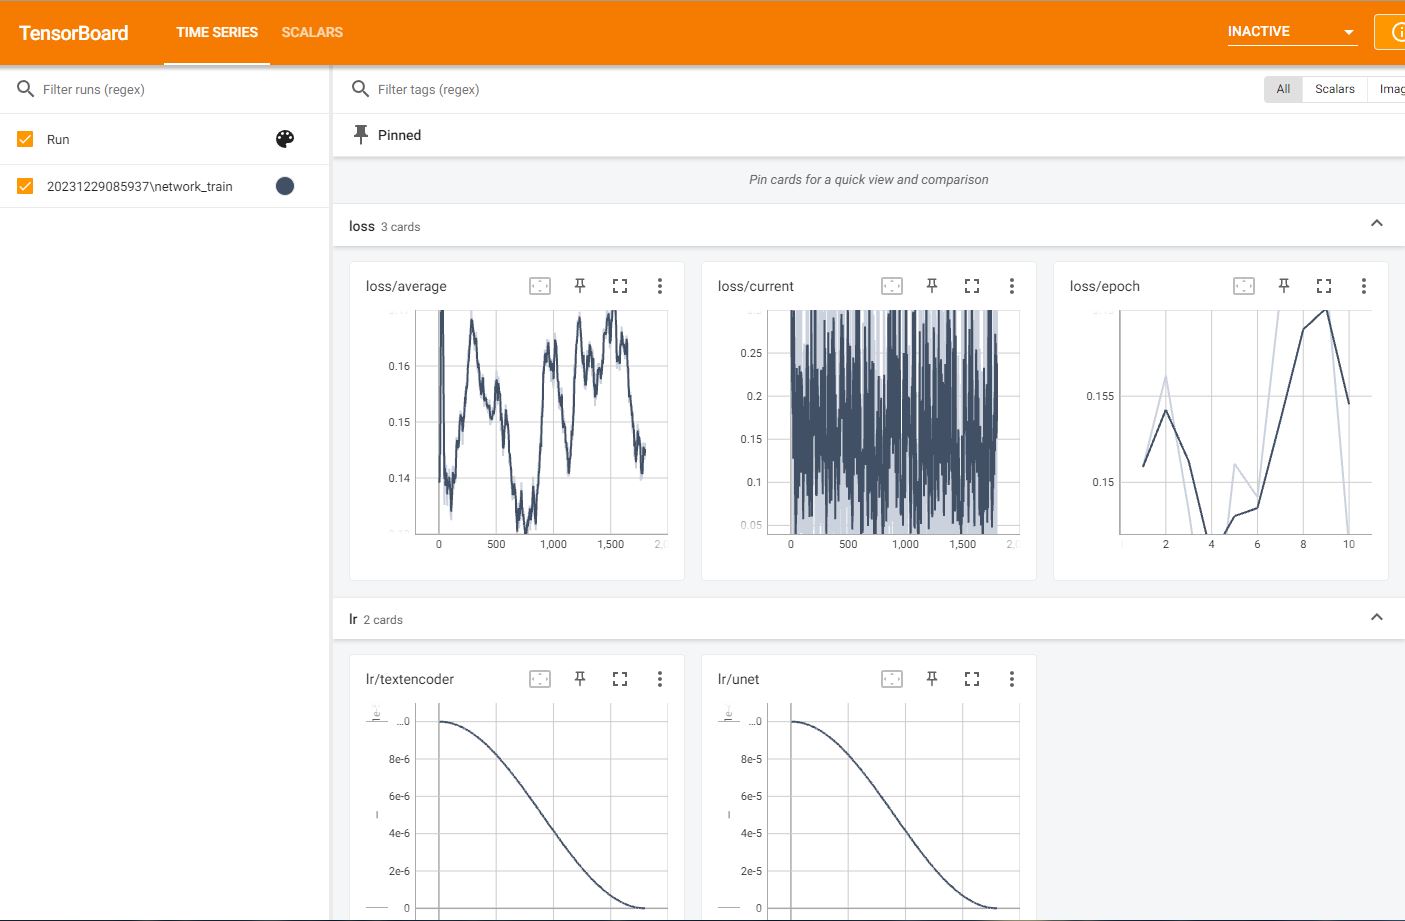 TensorBoard TIME SERIES SCALARS INACTIVE
Filter runs (regex)
Filter tags (regex)
All Scalars Imag
Run
Pinned
20231229085937\network_train
Pin cards for a quick view and comparison
loss 3 cards
loss/average
0.16
0.15
0.14
0 500 1,000 1,500 2,0
loss/current
0.25
0.2
0.15
0.1
0.05
0 500 1,000 1,500 2,0
loss/epoch
0.155
0.15
2 4 6 8 10
lr 2 cards
lr/textencoder
1e-
...0
8e-6
6e-6
4e-6
2e-6
0
lr/unet
1e-
...0
8e-5
6e-5
4e-5
2e-5
0